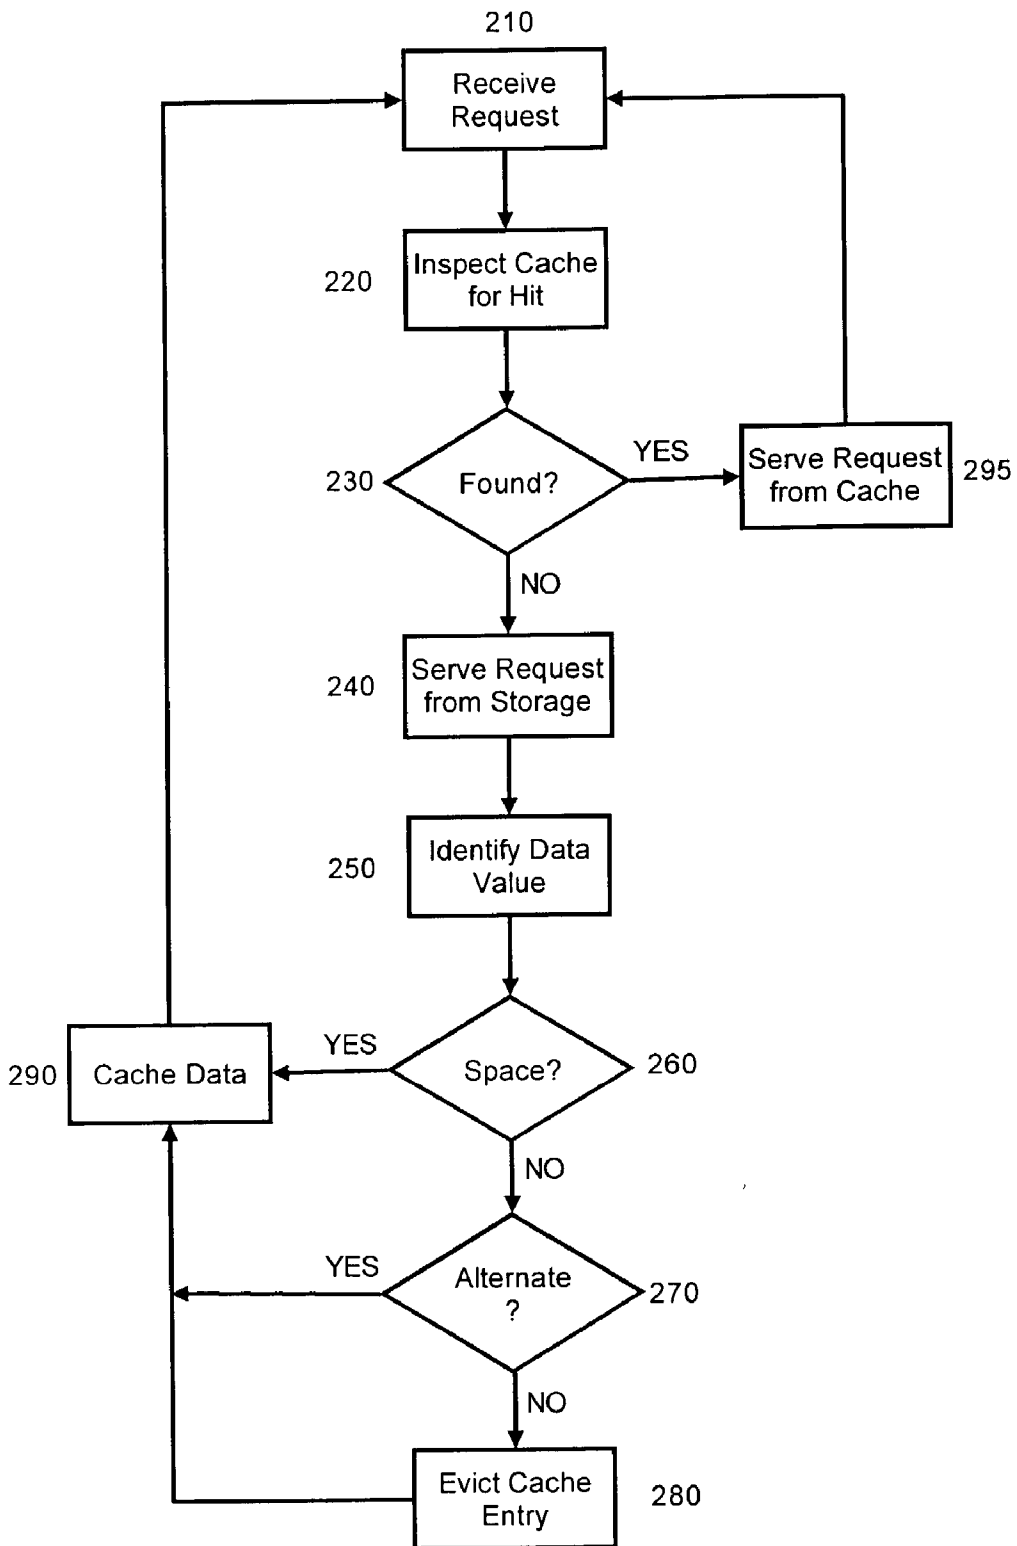 210
Receive
Request
220
Inspect Cache
for Hit
230
Found?
YES
Serve Request
from Cache
295
NO
240
Serve Request
from Storage
250
Identify Data
Value
290
Cache Data
YES
Space?
260
NO
YES
Alternate
?
270
NO
Evict Cache
Entry
280